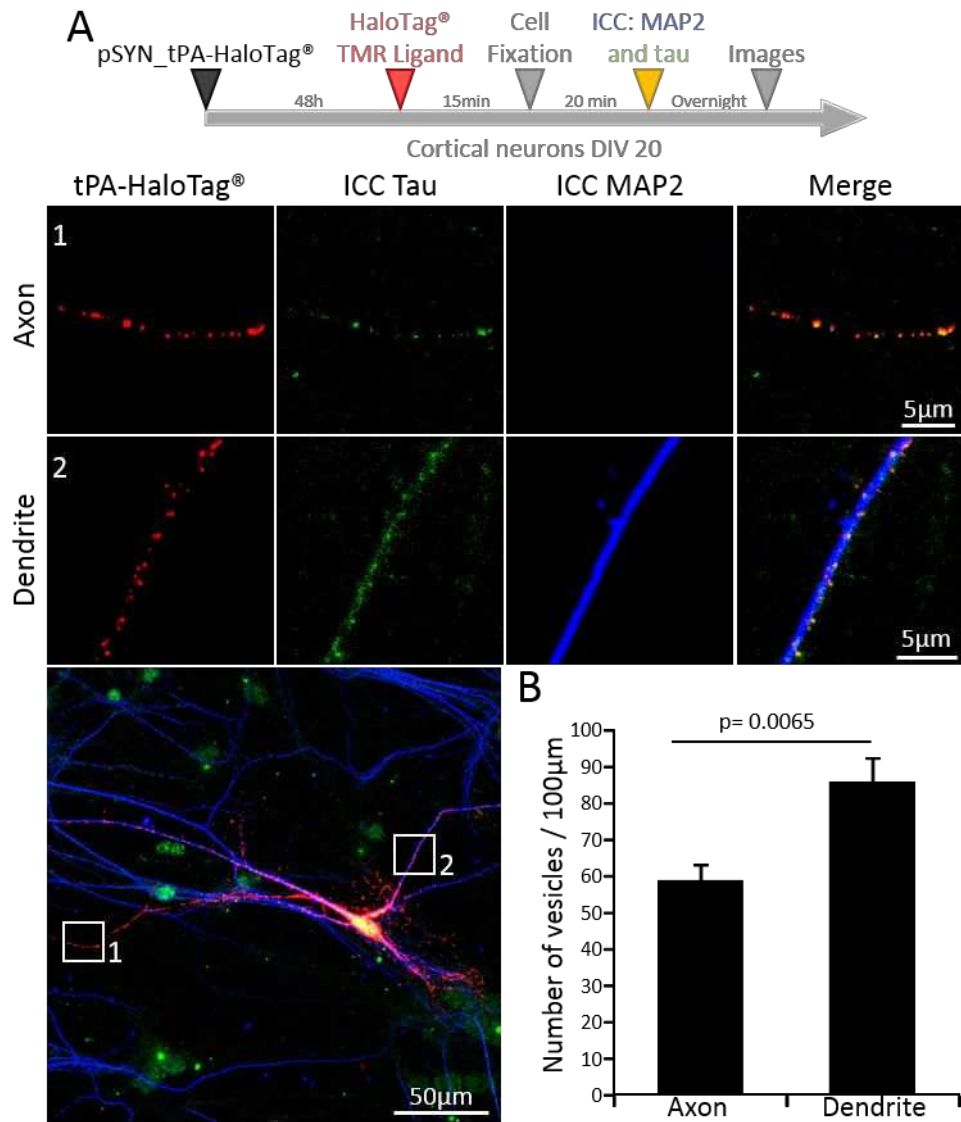 A
pSYN_tPA-HaloTag®
HaloTag®
TMR Ligand
Cell
Fixation
ICC: MAP2
and tau
Images
48h
15min
20 min
Overnight
Cortical neurons DIV 20
tPA-HaloTag®
ICC Tau
ICC MAP2
Merge
Axon
1
5µm
Dendrite
2
5µm
1
2
50µm
B
p= 0.0065
Number of vesicles / 100µm
100
90
80
70
60
50
40
30
20
10
0
Axon
Dendrite